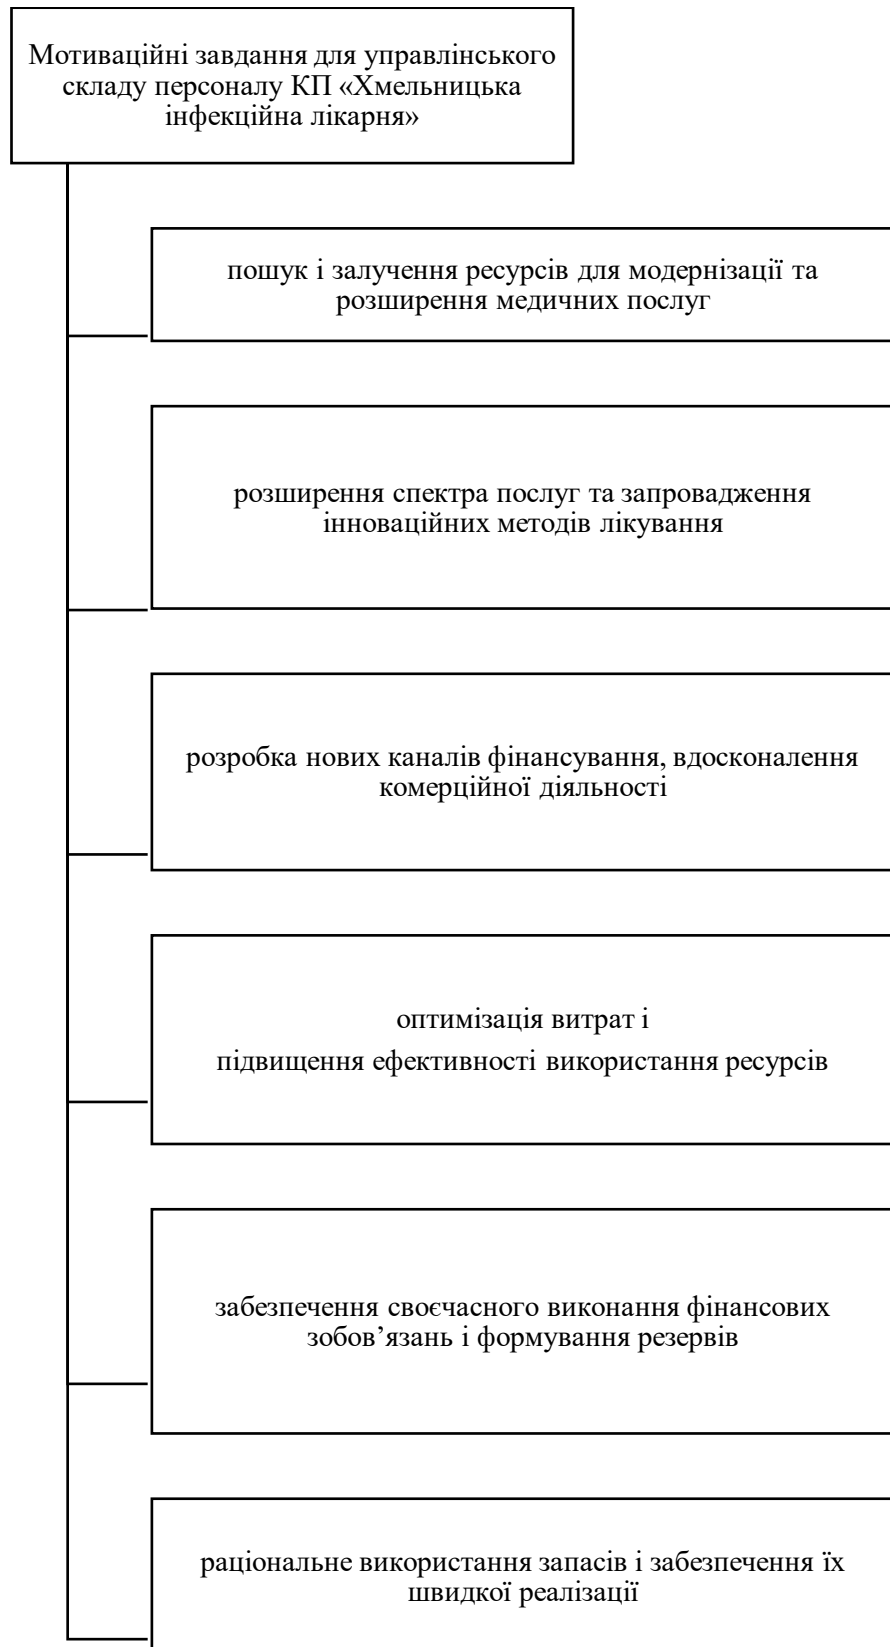 Мотиваційні завдання для управлінського
складу персоналу КП «Хмельницька
інфекційна лікарня»
пошук і залучення ресурсів для модернізації та
розширення медичних послуг
розширення спектра послуг та запровадження
інноваційних методів лікування
розробка нових каналів фінансування, вдосконалення
комерційної діяльності
оптимізація витрат і
підвищення ефективності використання ресурсів
забезпечення своєчасного виконання фінансових
зобов’язань і формування резервів
раціональне використання запасів і забезпечення їх
швидкої реалізації